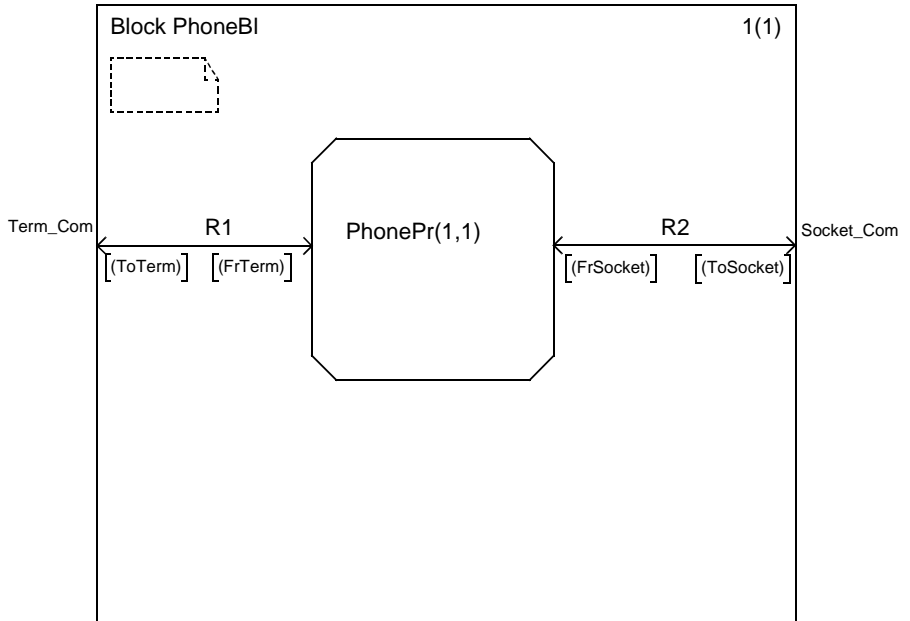 Block PhoneBl 1(1)
Term_Com R1 PhonePr(1,1) R2 Socket_Com
[(ToTerm)] [(FrTerm)] [(FrSocket)] [(ToSocket)]